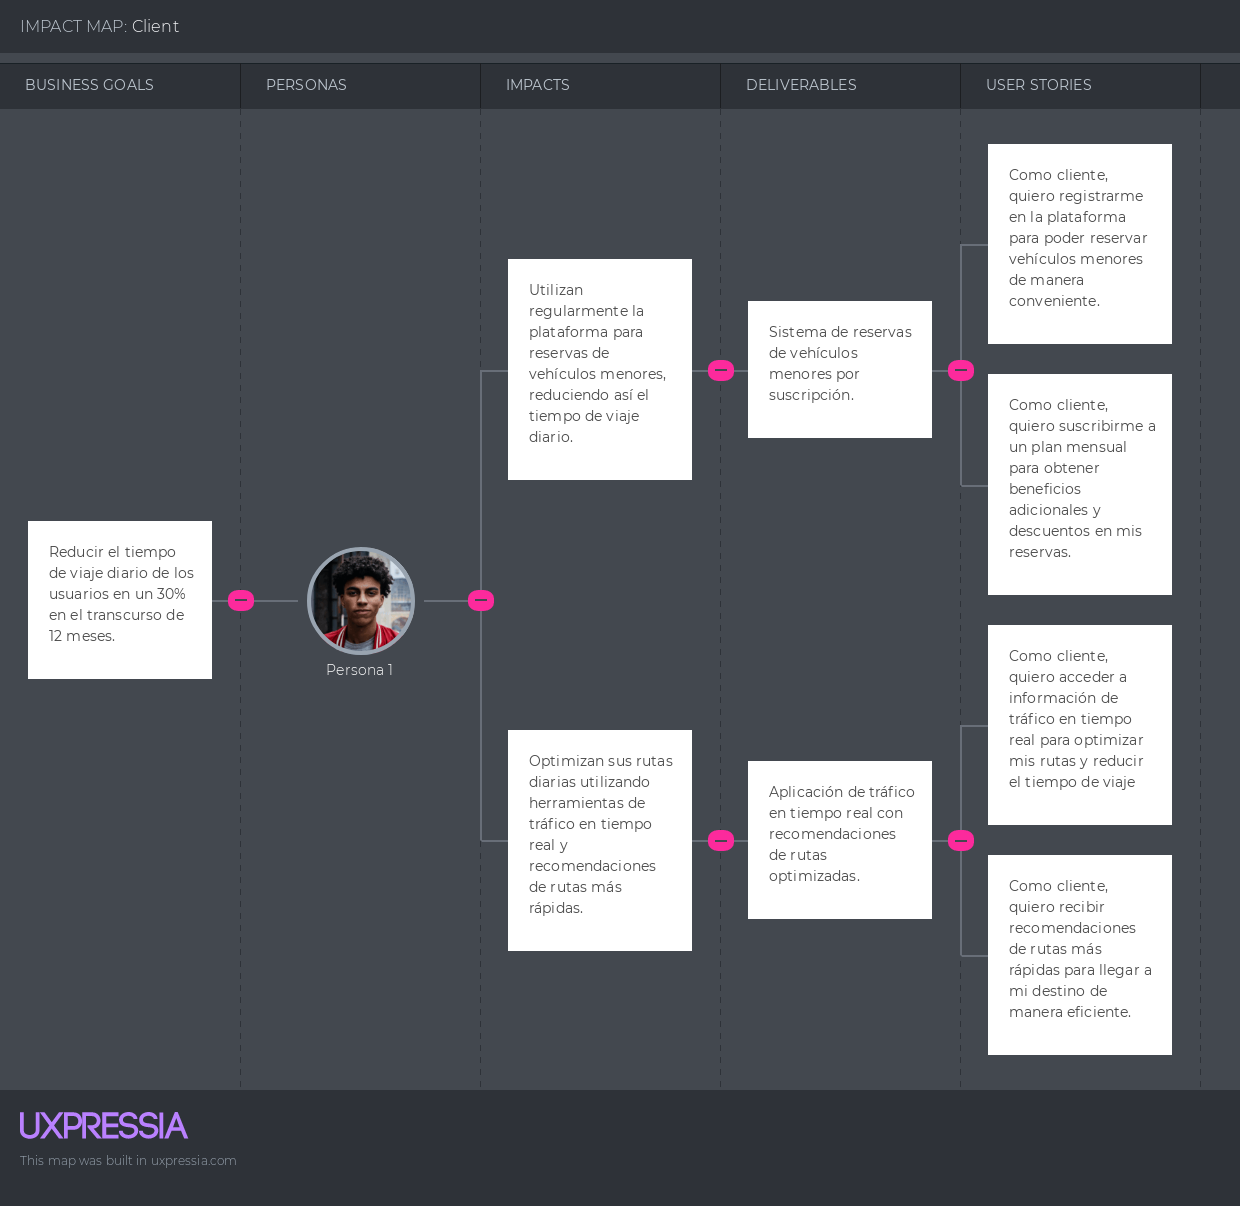 IMPACT MAP: Client
BUSINESS GOALS
PERSONAS
IMPACTS
DELIVERABLES
USER STORIES
Reducir el tiempo
de viaje diario de los
usuarios en un 30%
en el transcurso de
12 meses.
Persona 1
Utilizan
regularmente la
plataforma para
reservas de
vehículos menores,
reduciendo así el
tiempo de viaje
diario.
Sistema de reservas
de vehículos
menores por
suscripción.
Como cliente,
quiero registrarme
en la plataforma
para poder reservar
vehículos menores
de manera
conveniente.
Como cliente,
quiero suscribirme a
un plan mensual
para obtener
beneficios
adicionales y
descuentos en mis
reservas.
Optimizan sus rutas
diarias utilizando
herramientas de
tráfico en tiempo
real y
recomendaciones
de rutas más
rápidas.
Aplicación de tráfico
en tiempo real con
recomendaciones
de rutas
optimizadas.
Como cliente,
quiero acceder a
información de
tráfico en tiempo
real para optimizar
mis rutas y reducir
el tiempo de viaje
Como cliente,
quiero recibir
recomendaciones
de rutas más
rápidas para llegar a
mi destino de
manera eficiente.
UXPRESSIA
This map was built in uxpressia.com